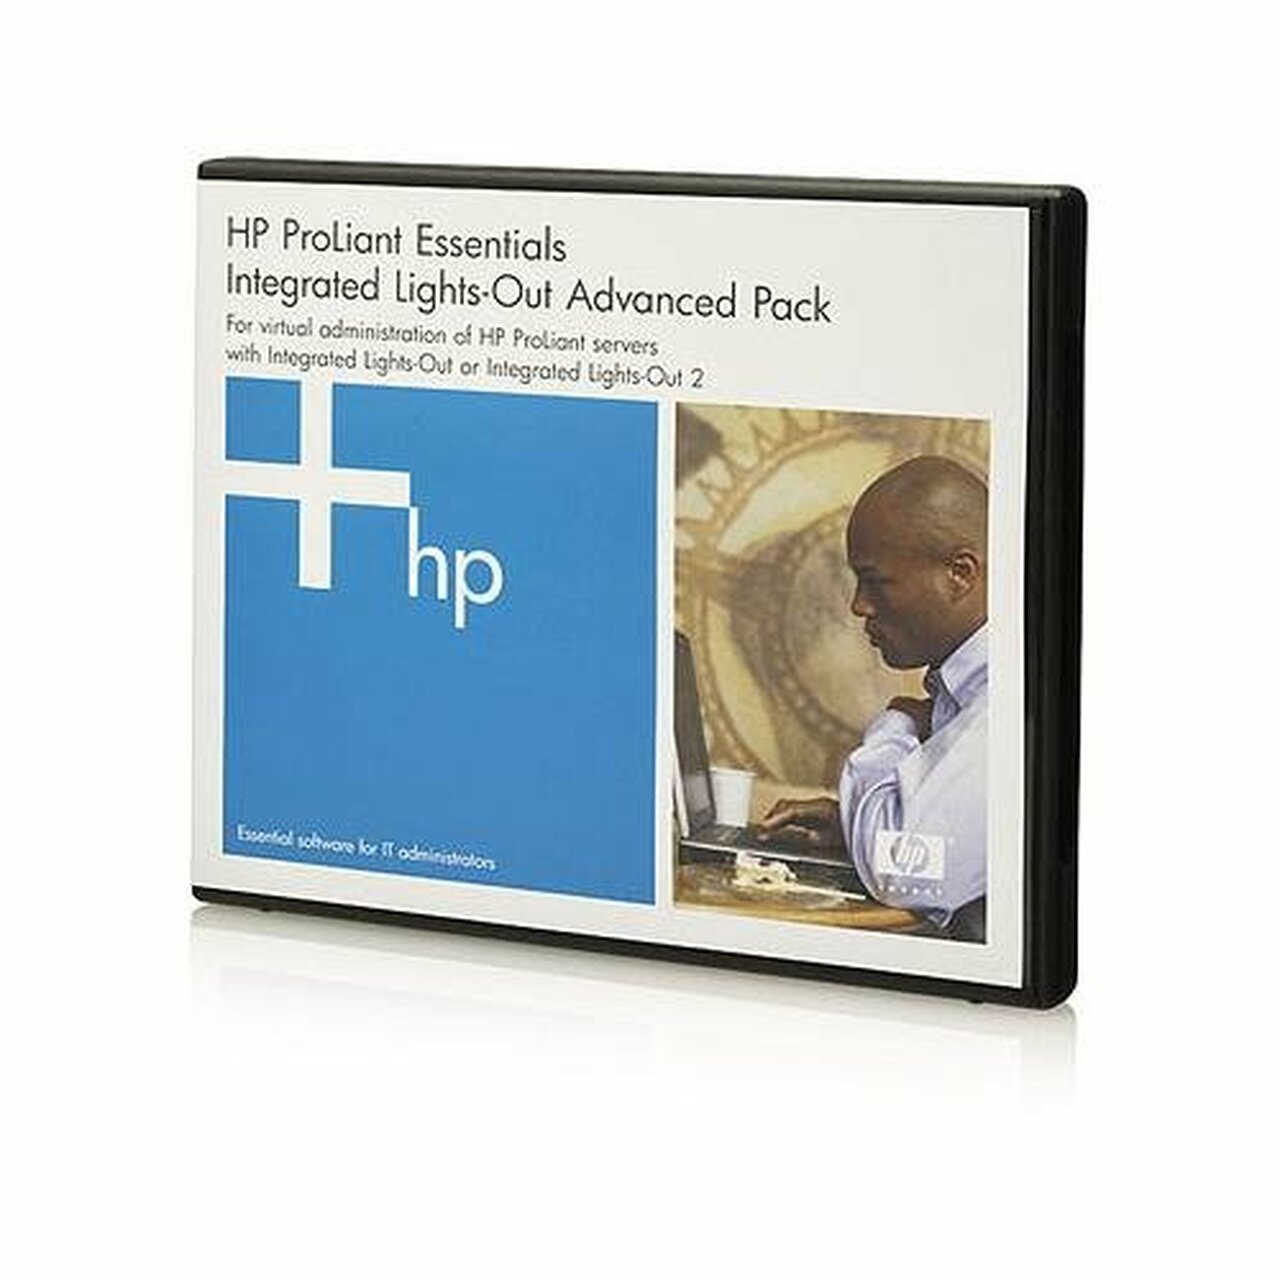 HP ProLiant Essentials
Integrated Lights-Out Advanced Pack
For virtual administration of HP ProLiant servers
with Integrated Lights-Out or Integrated Lights-Out 2
hp
Essential software for IT administrators
hp
invent